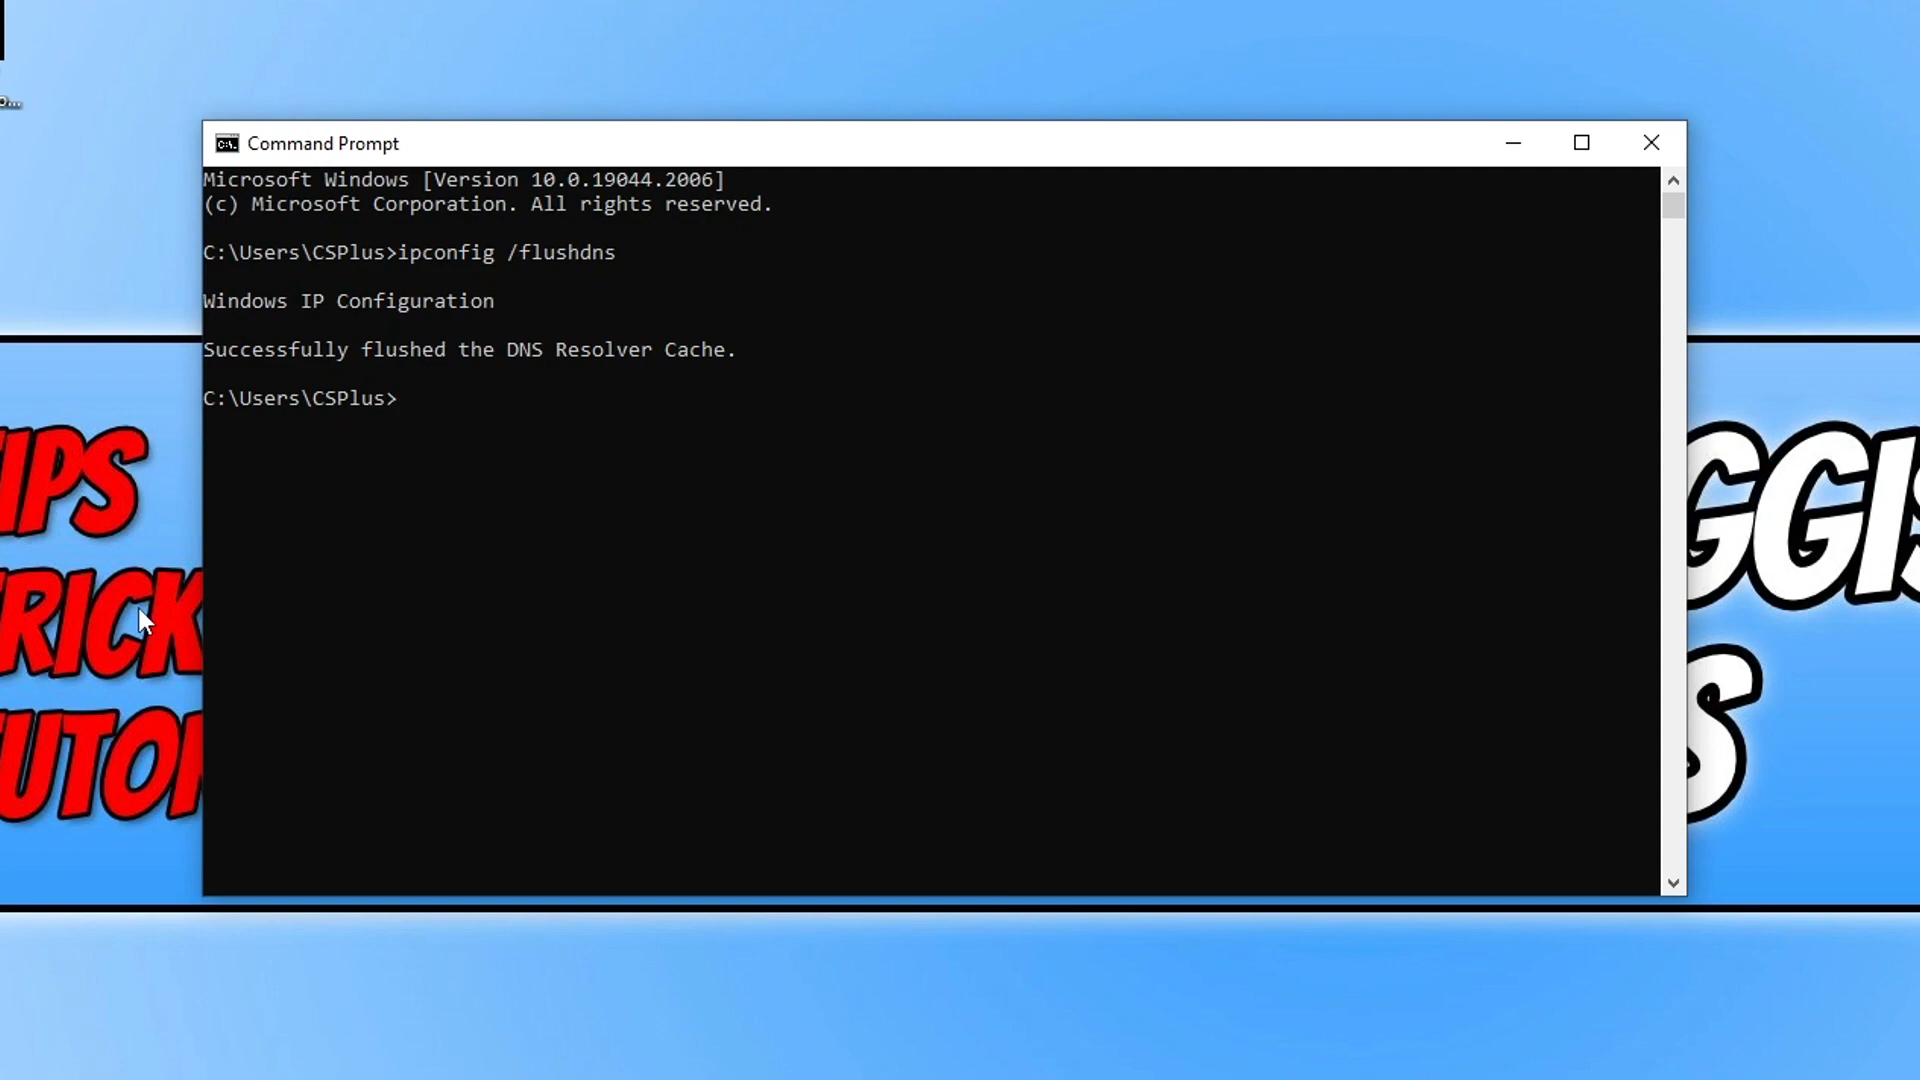 Command Prompt
Microsoft Windows [Version 10.0.19044.2006]
(c) Microsoft Corporation. All rights reserved.
C:\Users\CSPlus>ipconfig /flushdns
Windows IP Configuration
Successfully flushed the DNS Resolver Cache.
C:\Users\CSPlus>